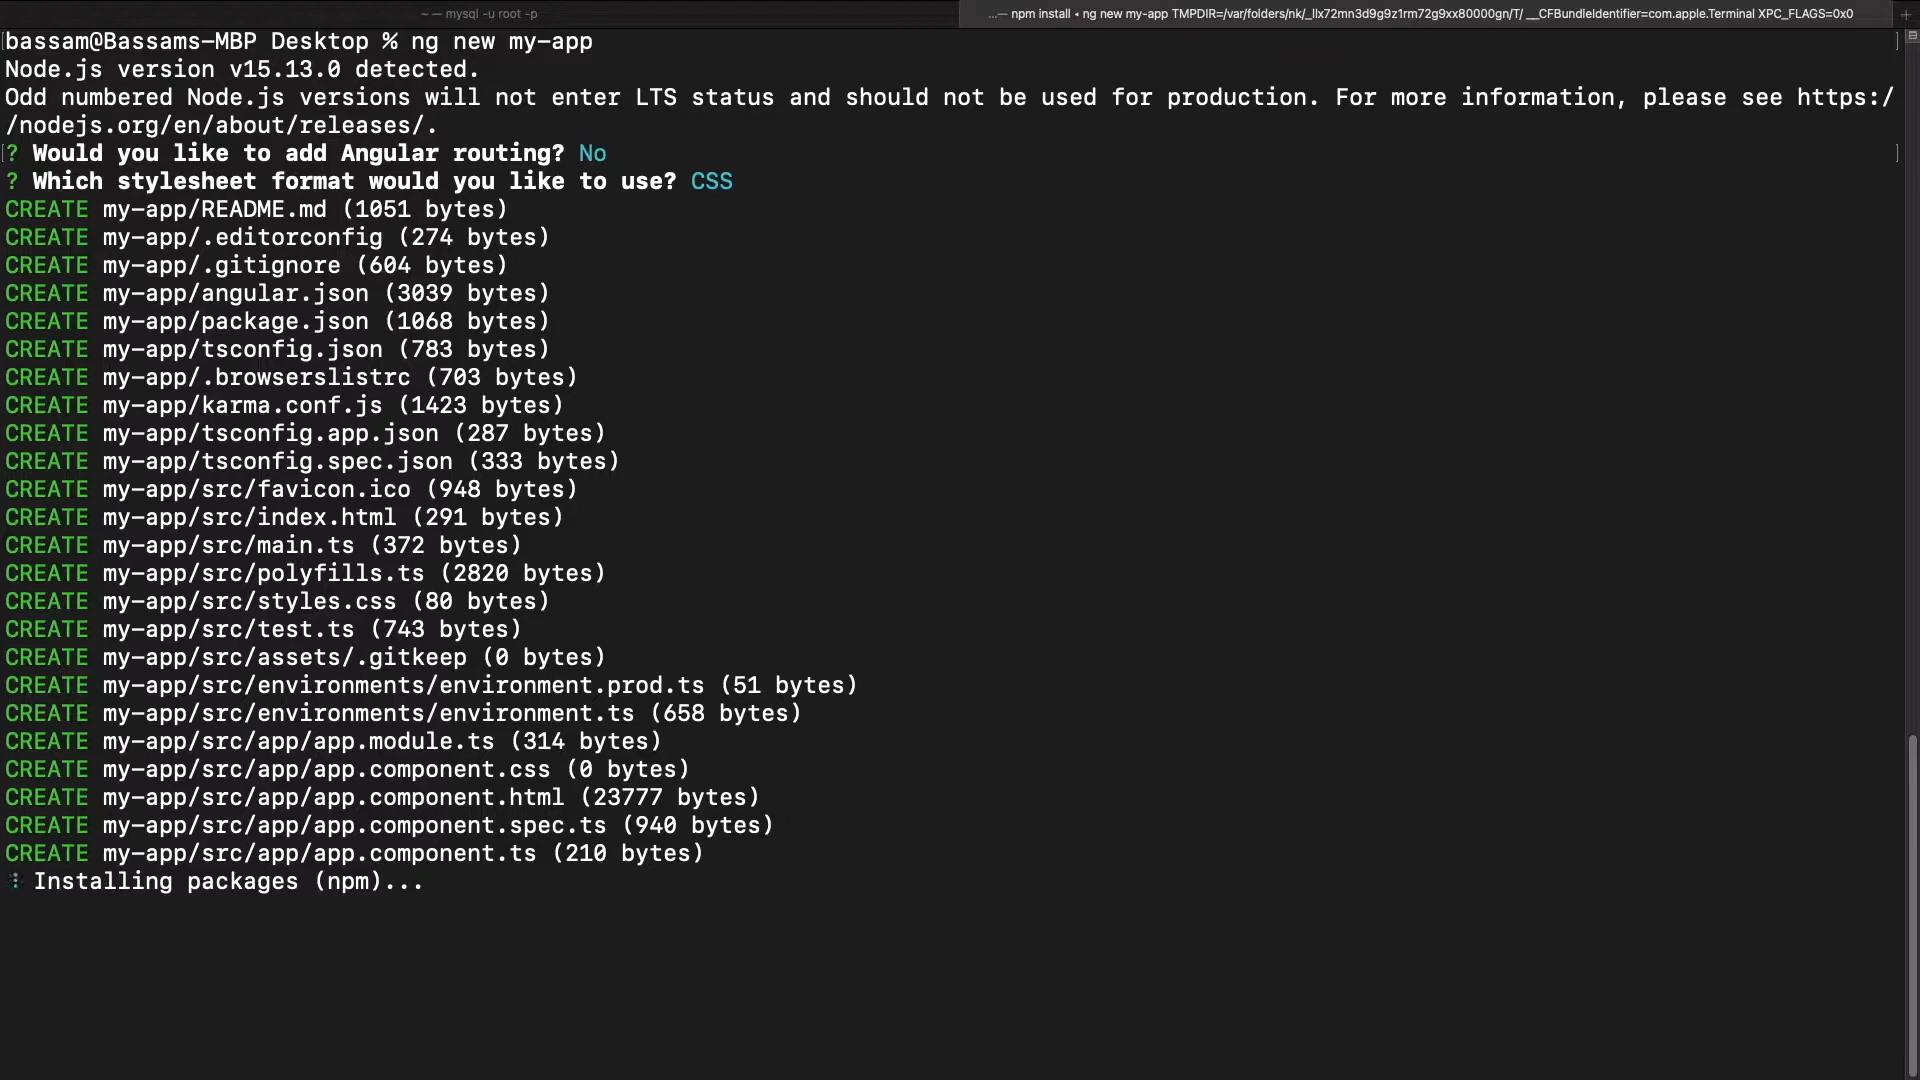 ~ — mysql -u root -p
...— npm install ◂ ng new my-app TMPDIR=/var/folders/nk/_llx72mn3d9g9z1rm72g9xx80000gn/T/ __CFBundleIdentifier=com.apple.Terminal XPC_FLAGS=0x0
bassam@Bassams-MBP Desktop % ng new my-app
Node.js version v15.13.0 detected.
Odd numbered Node.js versions will not enter LTS status and should not be used for production. For more information, please see https:/
/nodejs.org/en/about/releases/.
? Would you like to add Angular routing? No
? Which stylesheet format would you like to use? CSS
CREATE my-app/README.md (1051 bytes)
CREATE my-app/.editorconfig (274 bytes)
CREATE my-app/.gitignore (604 bytes)
CREATE my-app/angular.json (3039 bytes)
CREATE my-app/package.json (1068 bytes)
CREATE my-app/tsconfig.json (783 bytes)
CREATE my-app/.browserslistrc (703 bytes)
CREATE my-app/karma.conf.js (1423 bytes)
CREATE my-app/tsconfig.app.json (287 bytes)
CREATE my-app/tsconfig.spec.json (333 bytes)
CREATE my-app/src/favicon.ico (948 bytes)
CREATE my-app/src/index.html (291 bytes)
CREATE my-app/src/main.ts (372 bytes)
CREATE my-app/src/polyfills.ts (2820 bytes)
CREATE my-app/src/styles.css (80 bytes)
CREATE my-app/src/test.ts (743 bytes)
CREATE my-app/src/assets/.gitkeep (0 bytes)
CREATE my-app/src/environments/environment.prod.ts (51 bytes)
CREATE my-app/src/environments/environment.ts (658 bytes)
CREATE my-app/src/app/app.module.ts (314 bytes)
CREATE my-app/src/app/app.component.css (0 bytes)
CREATE my-app/src/app/app.component.html (23777 bytes)
CREATE my-app/src/app/app.component.spec.ts (940 bytes)
CREATE my-app/src/app/app.component.ts (210 bytes)
Installing packages (npm)...